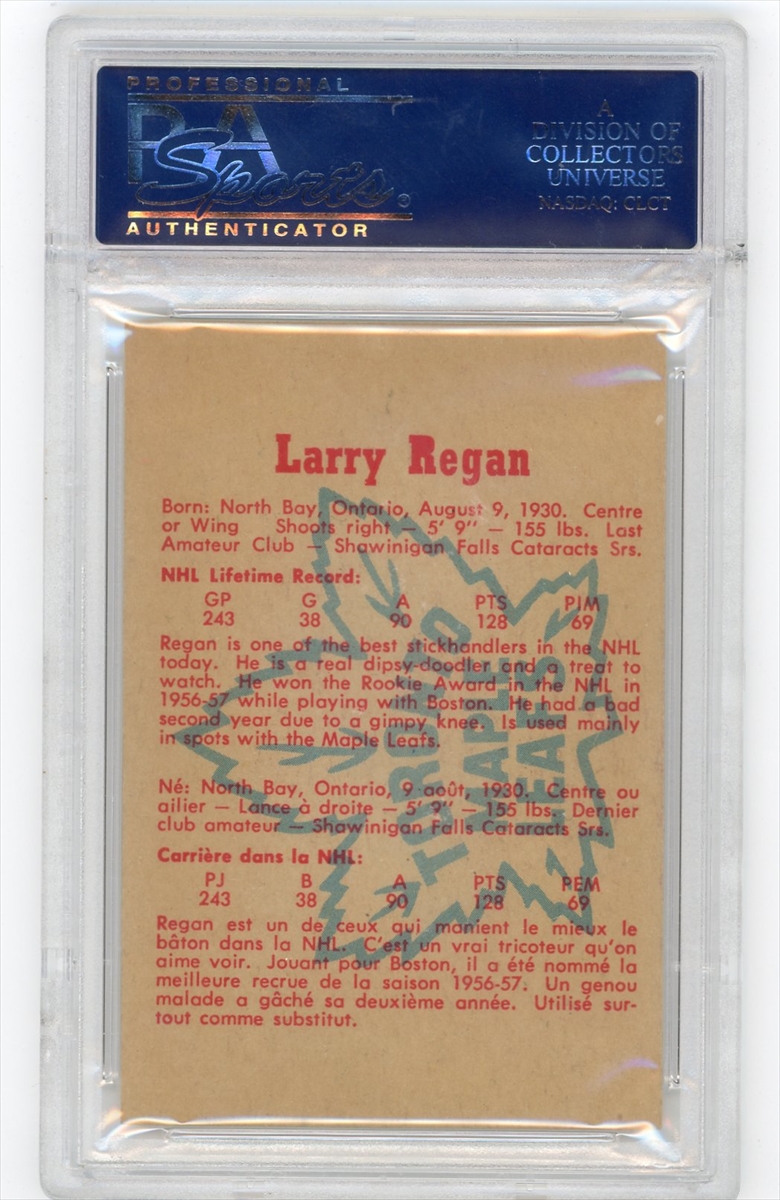 PROFESSIONAL
PSA
Sports®
AUTHENTICATOR
A
DIVISION OF
COLLECTORS
UNIVERSE
NASDAQ: CLCT
Larry Regan
Born: North Bay, Ontario, August 9, 1930. Centre
or Wing Shoots right — 5' 9" — 155 lbs. Last
Amateur Club — Shawinigan Falls Cataracts Srs.
NHL Lifetime Record:
GP G A PTS PIM
243 38 90 128 69
Regan is one of the best stickhandlers in the NHL
today. He is a real dipsy-doodler and a treat to
watch. He won the Rookie Award in the NHL in
1956-57 while playing with Boston. He had a bad
second year due to a gimpy knee. Is used mainly
in spots with the Maple Leafs.
Né: North Bay, Ontario, 9 août, 1930. Centre ou
ailier — Lance à droite — 5' 9" — 155 lbs. Dernier
club amateur — Shawinigan Falls Cataracts Srs.
Carrière dans la NHL:
PJ B A PTS PEM
243 38 90 128 69
Regan est un de ceux qui manient le mieux le
bâton dans la NHL. C'est un vrai tricoteur qu'on
aime voir. Jouant pour Boston, il a été nommé la
meilleure recrue de la saison 1956-57. Un genou
malade a gâché sa deuxième année. Utilisé sur-
tout comme substitut.
TORONTO
MAPLE
LEAFS